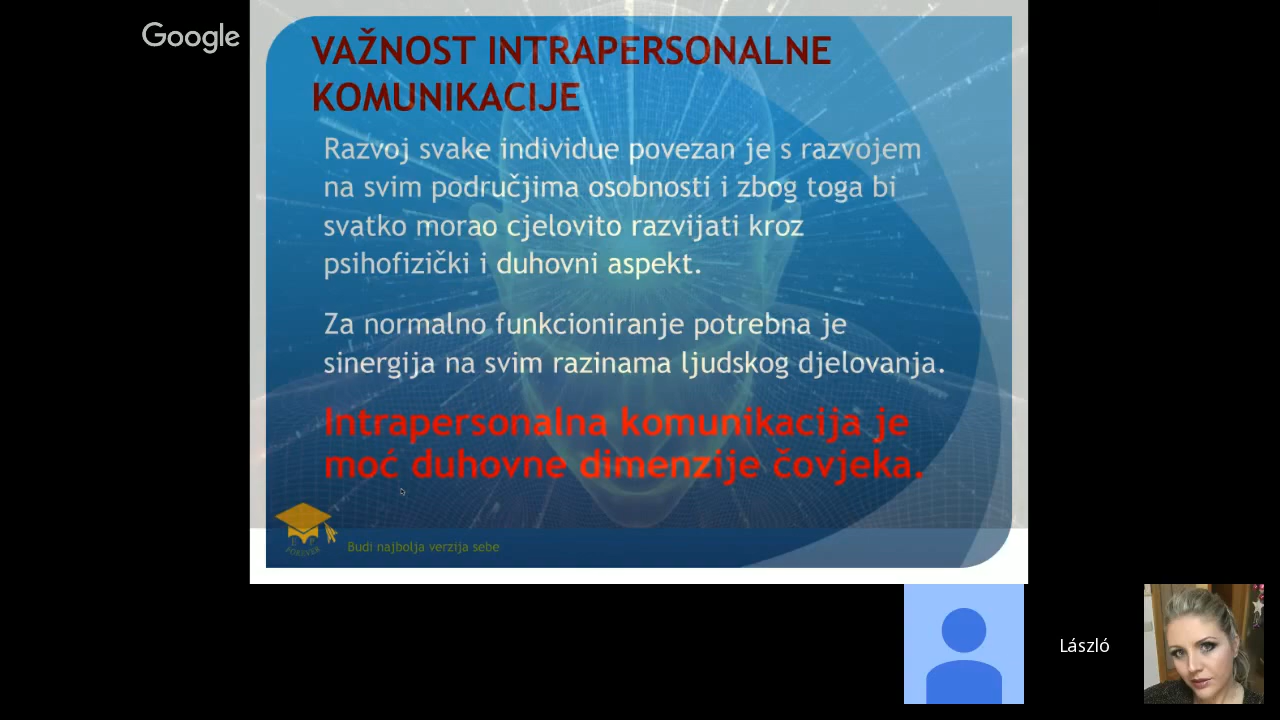 Google
VAŽNOST INTRAPERSONALNE
KOMUNIKACIJE
Razvoj svake individue povezan je s razvojem
na svim područjima osobnosti i zbog toga bi
svatko morao cjelovito razvijati kroz
psihofizički i duhovni aspekt.
Za normalno funkcioniranje potrebna je
sinergija na svim razinama ljudskog djelovanja.
Intrapersonalna komunikacija je
moć duhovne dimenzije čovjeka.
FOREVER
Budi najbolja verzija sebe
László